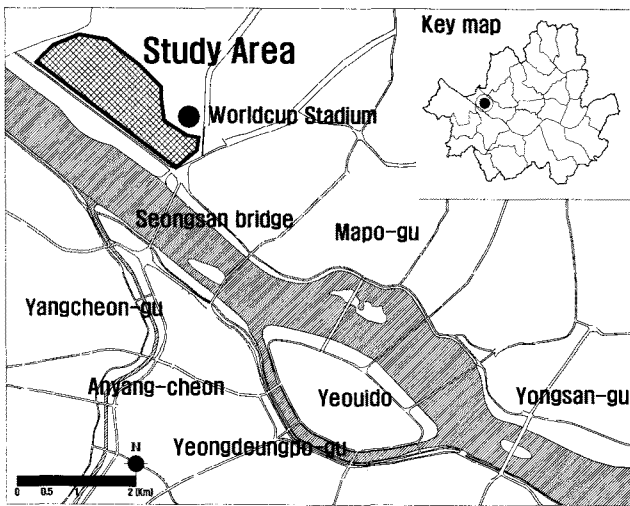 Key map
Study Area
Worldcup Stadium
Seongsan bridge
Mapo-gu
Yangcheon-gu
Anyang-cheon
Yeouido
Yongsan-gu
Yeongdeungpo-gu
N
0 0.5 1 2 (Km)